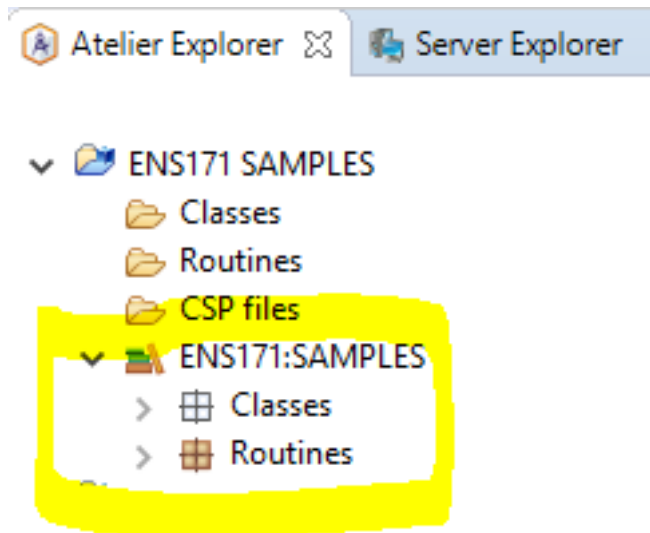 Atelier Explorer Server Explorer
ENS171 SAMPLES
Classes
Routines
CSP files
ENS171:SAMPLES
Classes
Routines